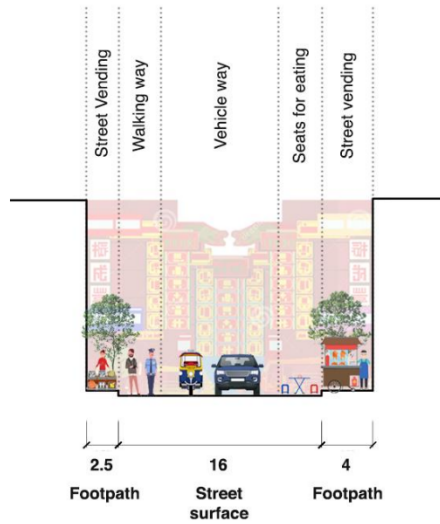 Street Vending
Walking way
Vehicle way
Seats for eating
Street vending
2.5
16
4
Footpath
Street
surface
Footpath